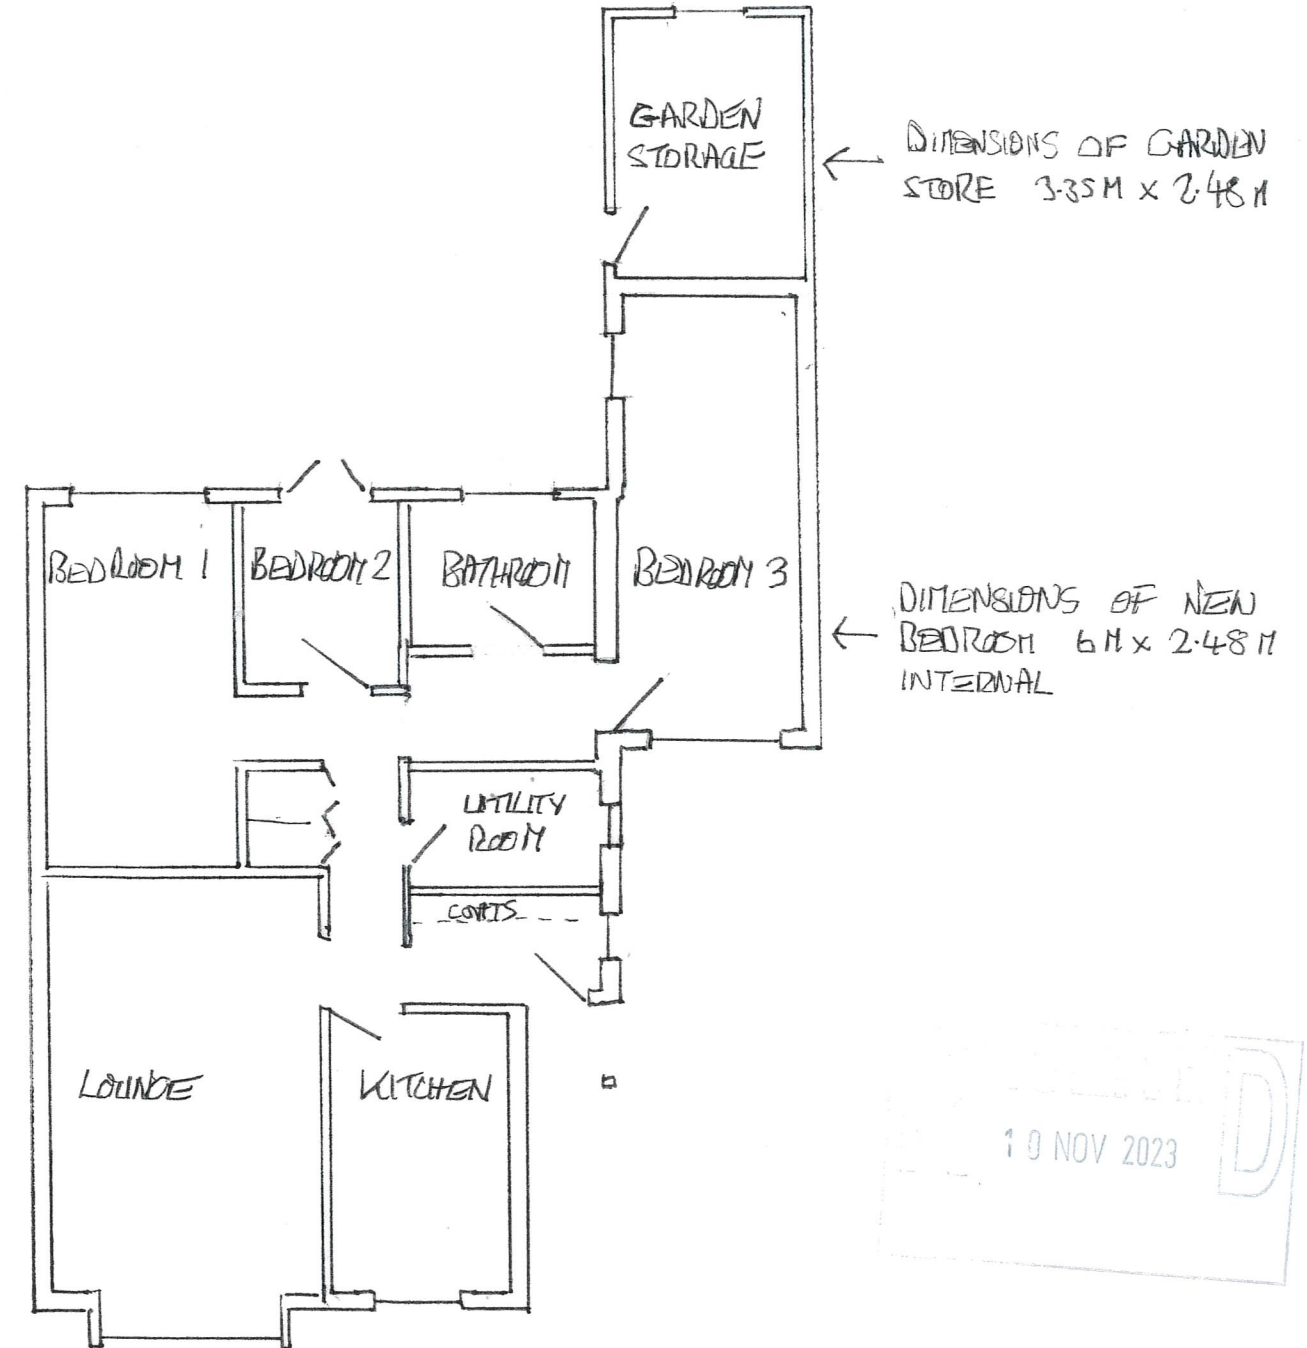 GARDEN
STORAGE
DIMENSIONS OF GARDEN
STORE 3.35M X 2.48M
BEDROOM 1
BEDROOM 2
BATHROOM
BEDROOM 3
DIMENSIONS OF NEW
BEDROOM 6M X 2.48M
INTERNAL
UTILITY
ROOM
COATS
LOUNGE
KITCHEN
10 NOV 2023
D